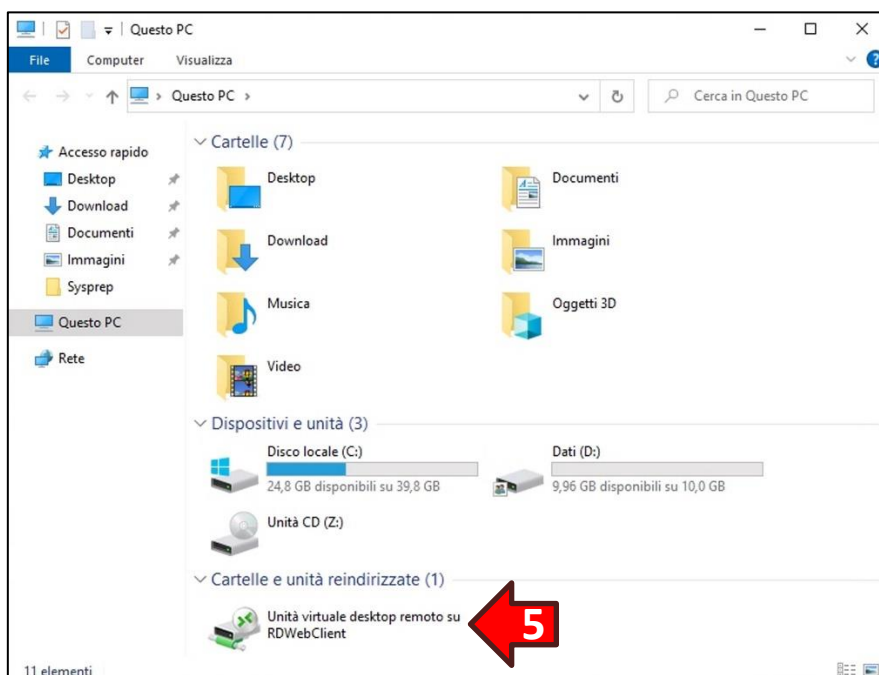 Questo PC
File
Computer
Visualizza
Questo PC
Cerca in Questo PC
Accesso rapido
Desktop
Download
Documenti
Immagini
Sysprep
Questo PC
Rete
Cartelle (7)
Desktop
Documenti
Download
Immagini
Musica
Oggetti 3D
Video
Dispositivi e unità (3)
Disco locale (C:)
24,8 GB disponibili su 39,8 GB
Dati (D:)
9,96 GB disponibili su 10,0 GB
Unità CD (Z:)
Cartelle e unità reindirizzate (1)
Unità virtuale desktop remoto su
RDWebClient
5
11 elementi